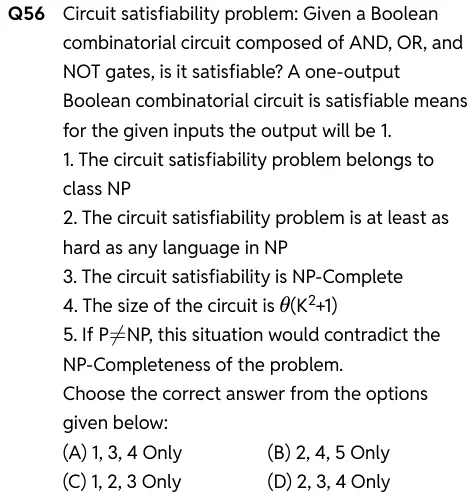 Q56 Circuit satisfiability problem: Given a Boolean
combinatorial circuit composed of AND, OR, and
NOT gates, is it satisfiable? A one-output
Boolean combinatorial circuit is satisfiable means
for the given inputs the output will be 1.
1. The circuit satisfiability problem belongs to
class NP
2. The circuit satisfiability problem is at least as
hard as any language in NP
3. The circuit satisfiability is NP-Complete
4. The size of the circuit is θ(K²+1)
5. If P≠NP, this situation would contradict the
NP-Completeness of the problem.
Choose the correct answer from the options
given below:
(A) 1, 3, 4 Only (B) 2, 4, 5 Only
(C) 1, 2, 3 Only (D) 2, 3, 4 Only